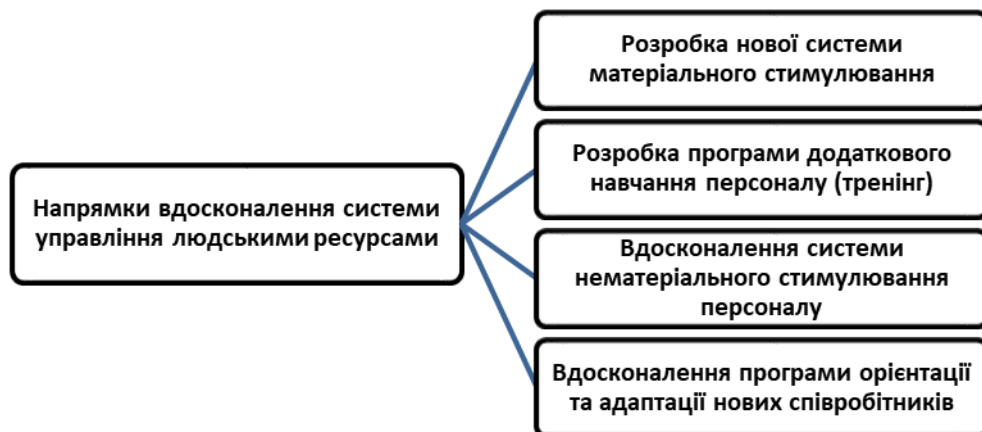 Напрямки вдосконалення системи
управління людськими ресурсами
Розробка нової системи
матеріального стимулювання
Розробка програми додаткового
навчання персоналу (тренінг)
Вдосконалення системи
нематеріального стимулювання
персоналу
Вдосконалення програми орієнтації
та адаптації нових співробітників